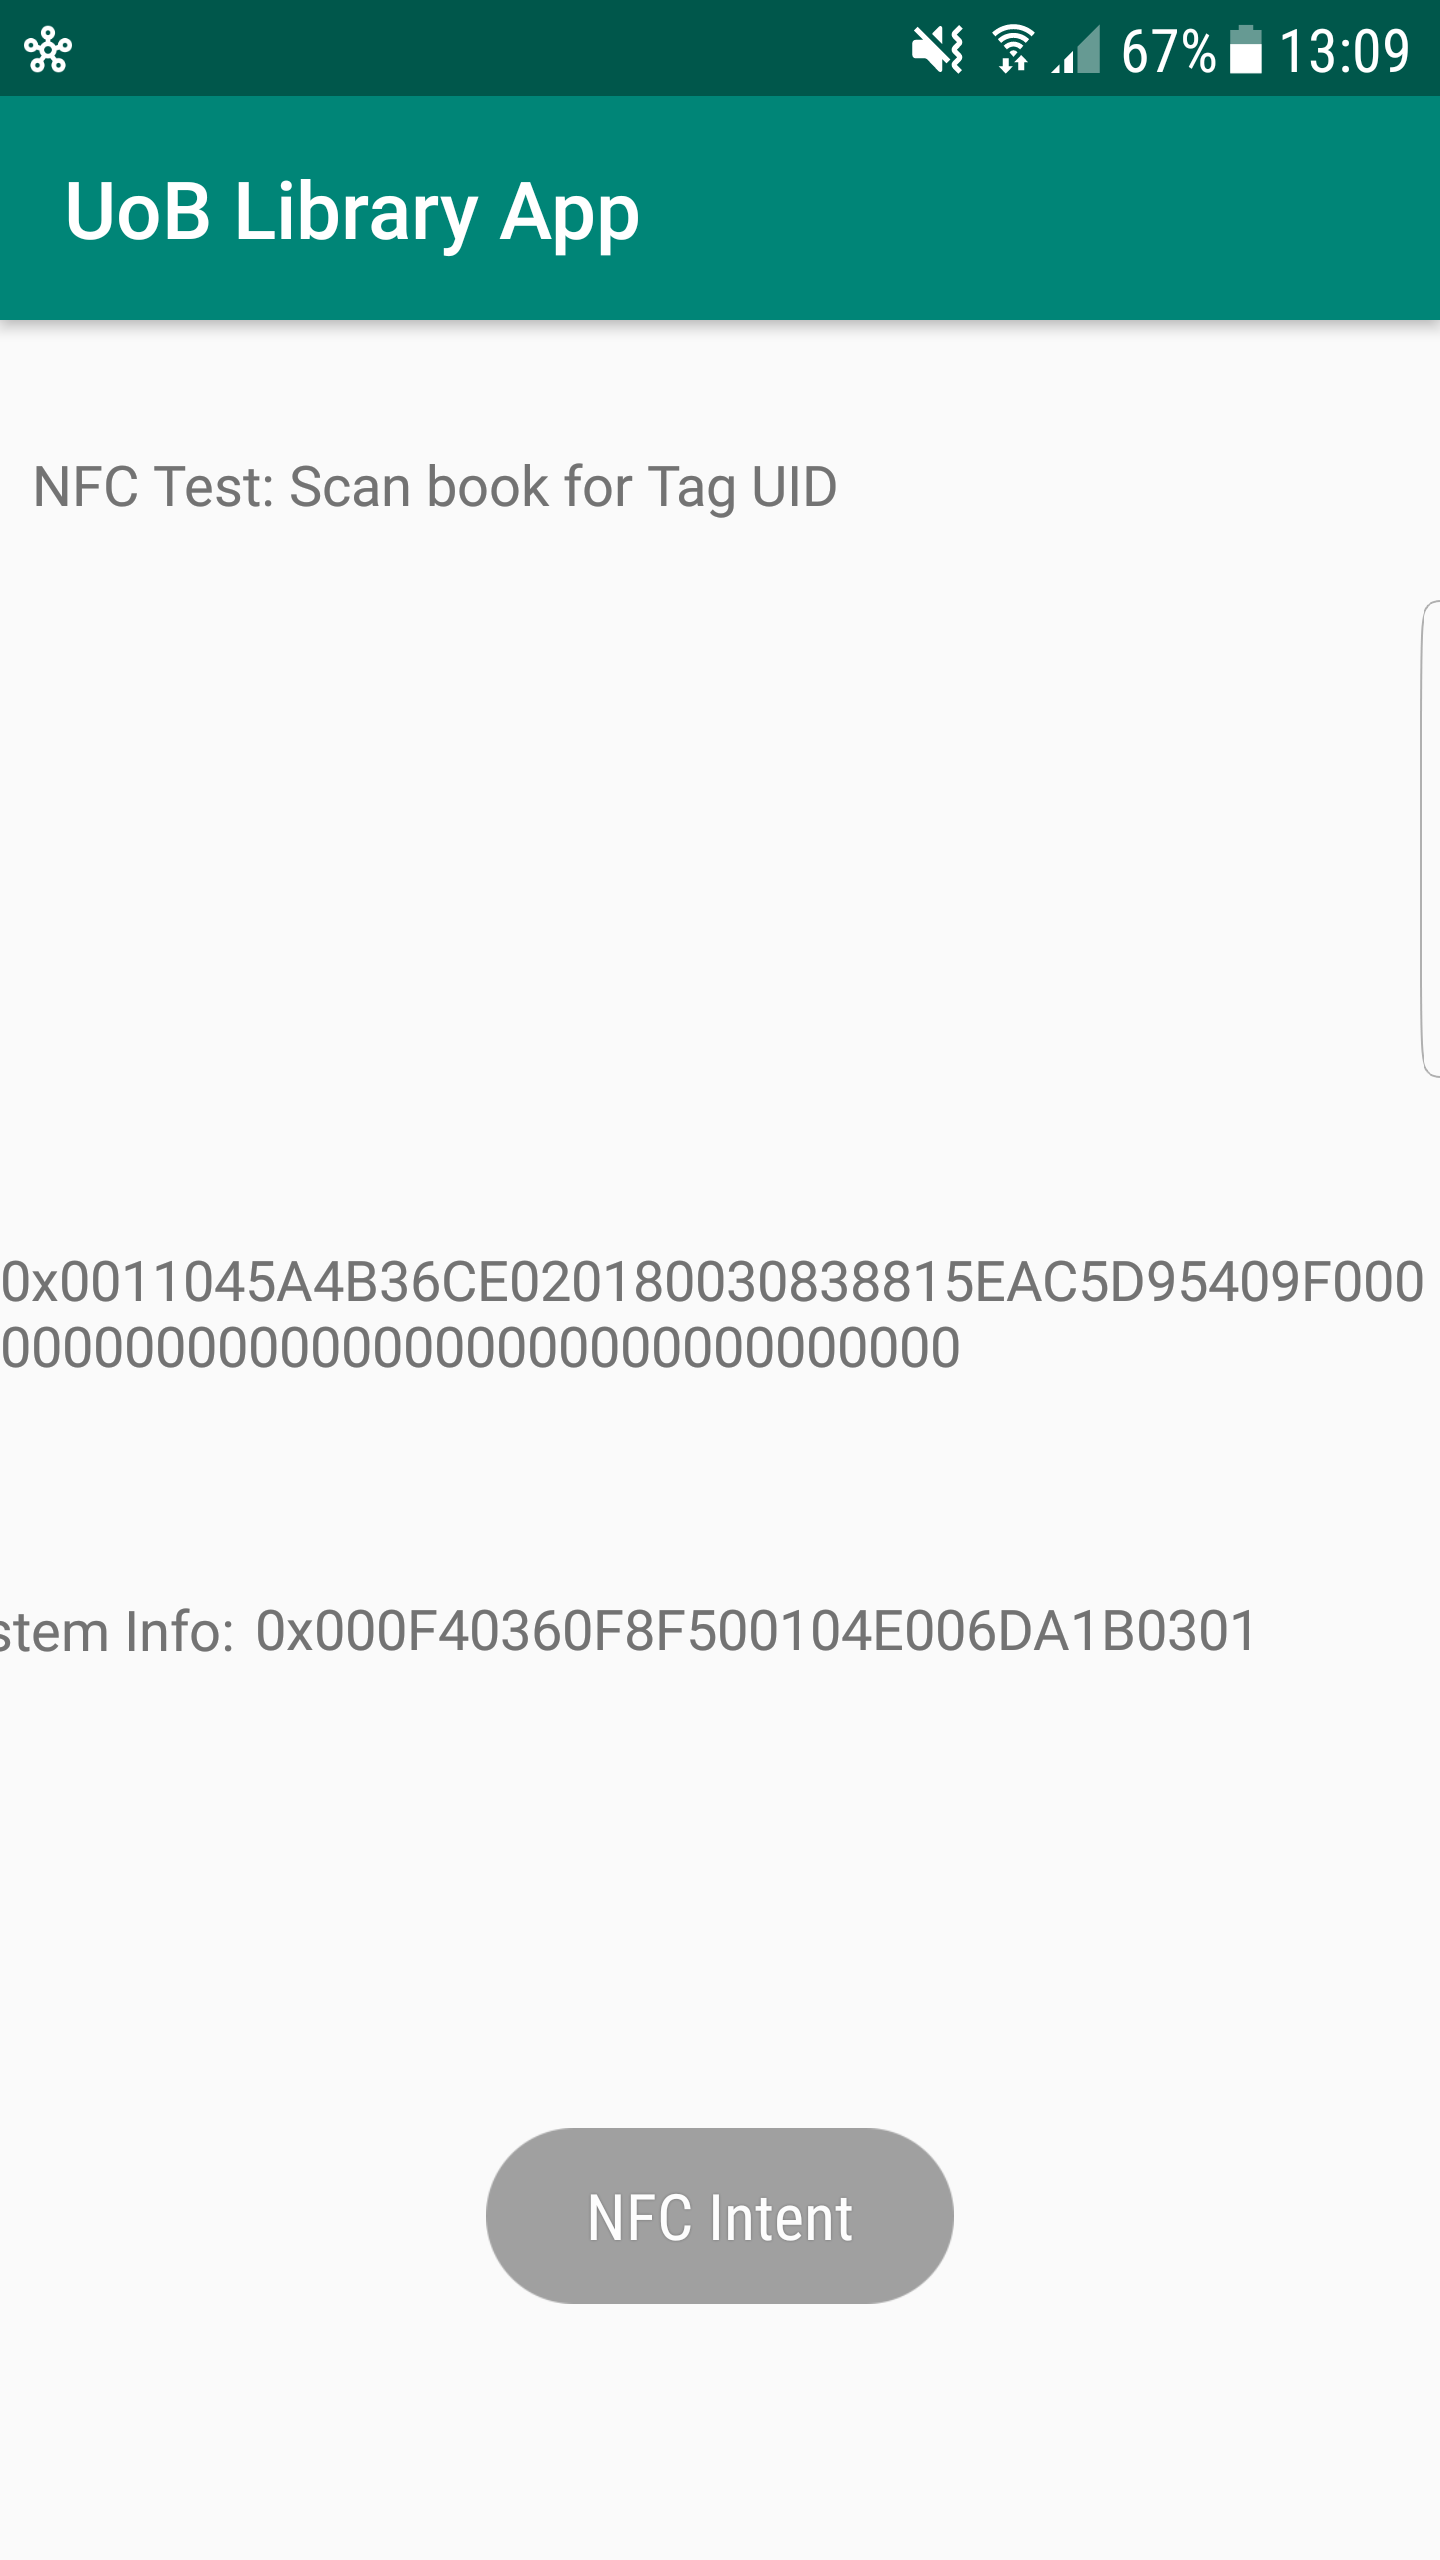 67% 13:09
UoB Library App
NFC Test: Scan book for Tag UID
0x0011045A4B36CE020180030838815EAC5D95409F000
0000000000000000000000000000000
stem Info: 0x000F40360F8F500104E006DA1B0301
NFC Intent